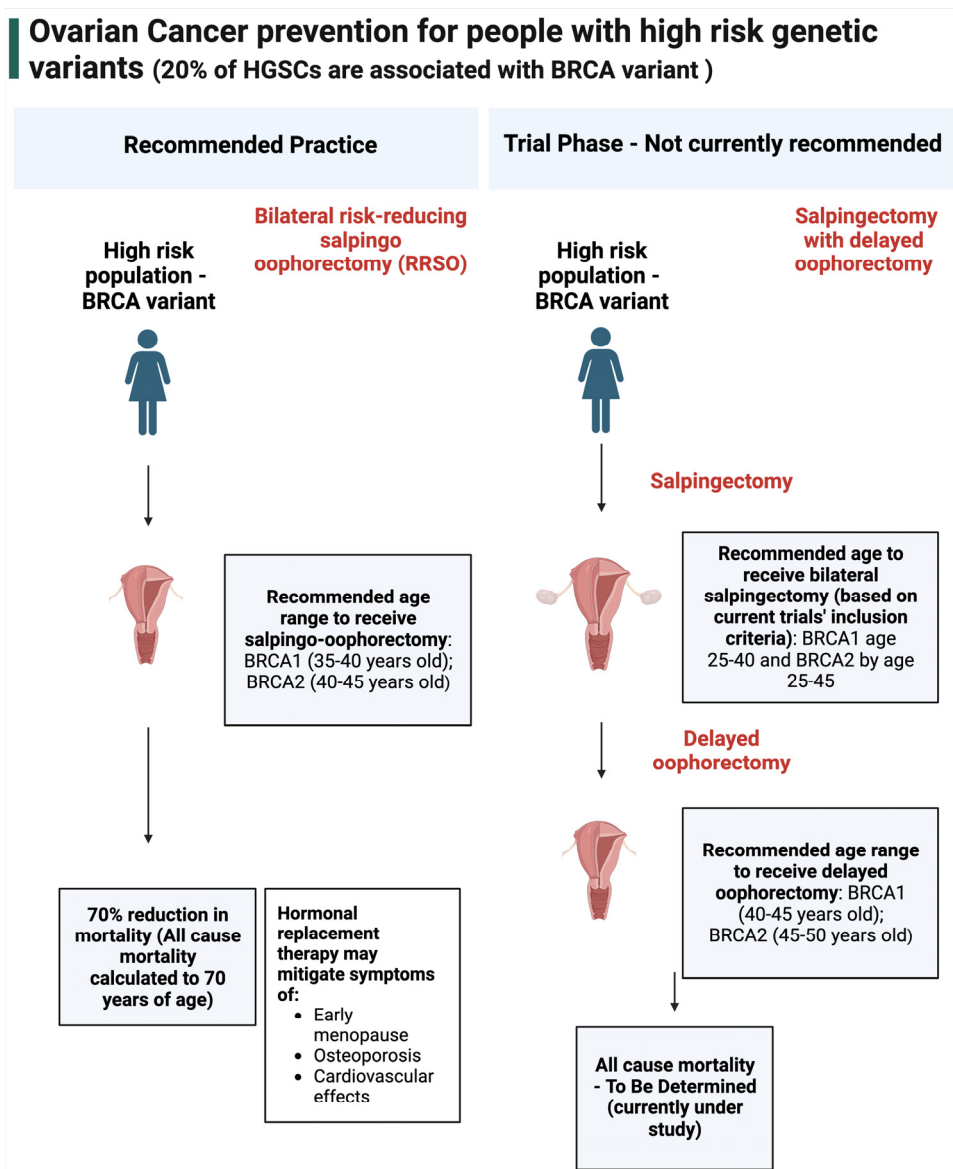 Ovarian Cancer prevention for people with high risk genetic
variants (20% of HGSCs are associated with BRCA variant )
Recommended Practice
Bilateral risk-reducing
salpingo
oophorectomy (RRSO)
High risk
population -
BRCA variant
Recommended age
range to receive
salpingo-oophorectomy:
BRCA1 (35-40 years old);
BRCA2 (40-45 years old)
70% reduction in
mortality (All cause
mortality
calculated to 70
years of age)
Hormonal
replacement
therapy may
mitigate symptoms
of:
• Early
menopause
• Osteoporosis
• Cardiovascular
effects
Trial Phase - Not currently recommended
Salpingectomy
with delayed
oophorectomy
High risk
population -
BRCA variant
Salpingectomy
Recommended age to
receive bilateral
salpingectomy (based on
current trials' inclusion
criteria): BRCA1 age
25-40 and BRCA2 by age
25-45
Delayed
oophorectomy
Recommended age range
to receive delayed
oophorectomy: BRCA1
(40-45 years old);
BRCA2 (45-50 years old)
All cause mortality
- To Be Determined
(currently under
study)